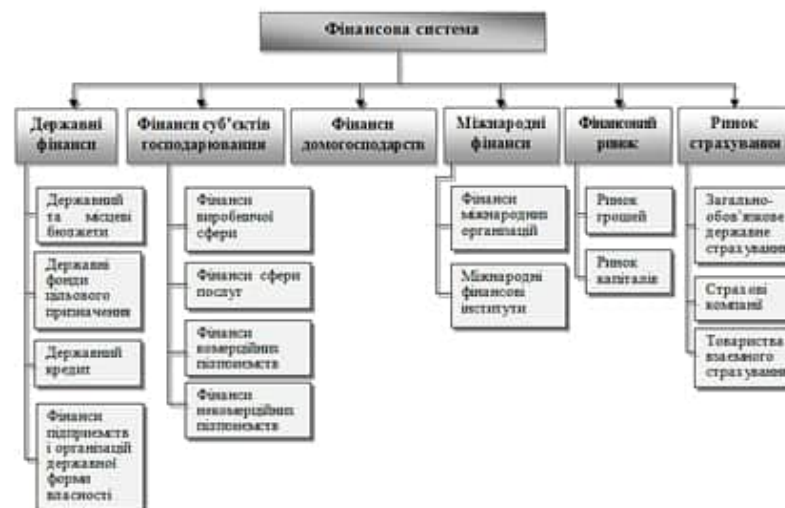 Фінансова система
Державні
фінанси
Фінанси суб'єктів
господарювання
Фінанси
домогосподарств
Міжнародні
фінанси
Фінансовий
ринок
Ринок
страхування
Державний
та місцеві
бюджети
Державні
фонди
цільового
призначення
Державний
кредит
Фінанси
підприємств
і організацій
державної
форми
власності
Фінанси
виробничої
сфери
Фінанси сфери
послуг
Фінанси
комерційних
підприємств
Фінанси
некомерційних
підприємств
Фінанси
міжнародних
організацій
Міжнародні
фінансові
інститути
Ринок
грошей
Ринок
капіталів
Загально-
обов'язкове
державне
страхування
Страхові
компанії
Товариства
взаємного
страхування